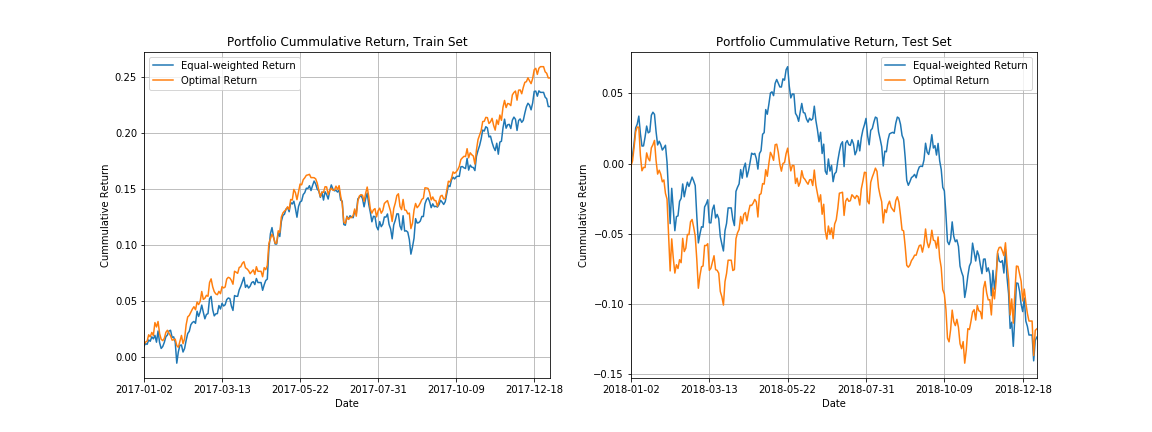 Portfolio Cummulative Return, Train Set
Equal-weighted Return
Optimal Return
Cummulative Return
0.25
0.20
0.15
0.10
0.05
0.00
2017-01-02 2017-03-13 2017-05-22 2017-07-31 2017-10-09 2017-12-18
Date
Portfolio Cummulative Return, Test Set
Equal-weighted Return
Optimal Return
Cummulative Return
0.05
0.00
−0.05
−0.10
−0.15
2018-01-02 2018-03-13 2018-05-22 2018-07-31 2018-10-09 2018-12-18
Date